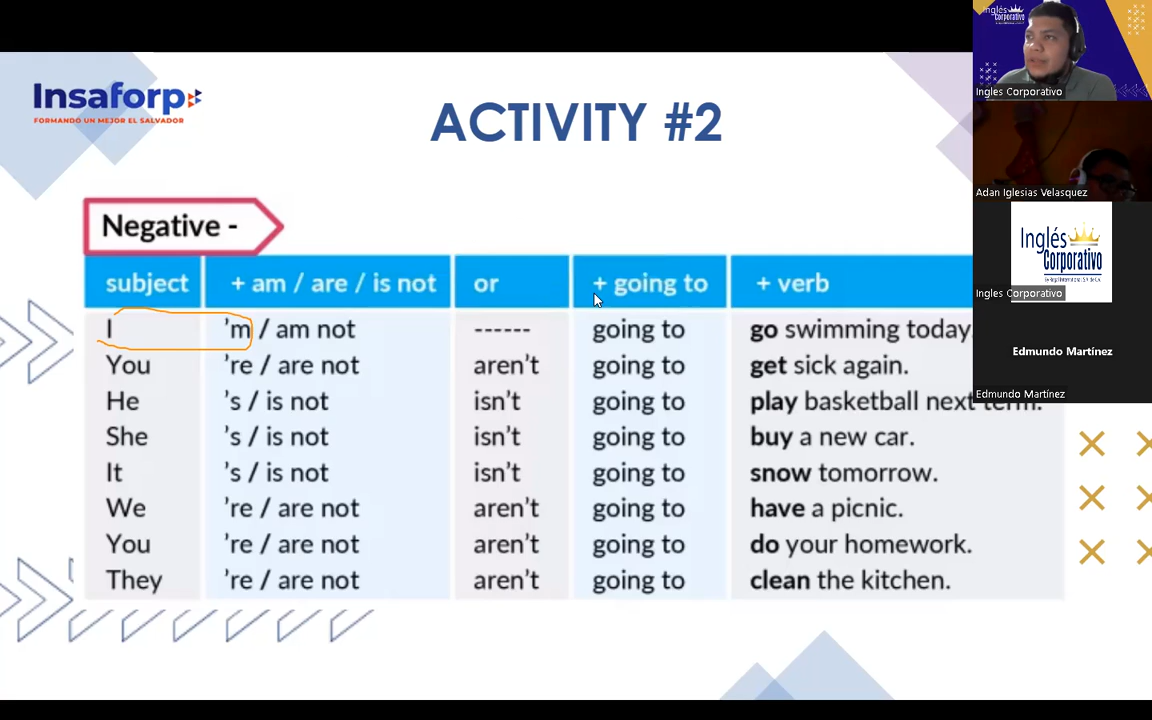 Insaforp
FORMANDO UN MEJOR EL SALVADOR
ACTIVITY #2
Negative -
subject + am / are / is not or + going to + verb
I 'm / am not ------ going to go swimming today.
You 're / are not aren't going to get sick again.
He 's / is not isn't going to play basketball next term.
She 's / is not isn't going to buy a new car.
It 's / is not isn't going to snow tomorrow.
We 're / are not aren't going to have a picnic.
You 're / are not aren't going to do your homework.
They 're / are not aren't going to clean the kitchen.
Inglés
Corporativo
Ingles Corporativo
Adan Iglesias Velasquez
Inglés
Corporativo
Ingles Corporativo
Edmundo Martínez
Edmundo Martínez